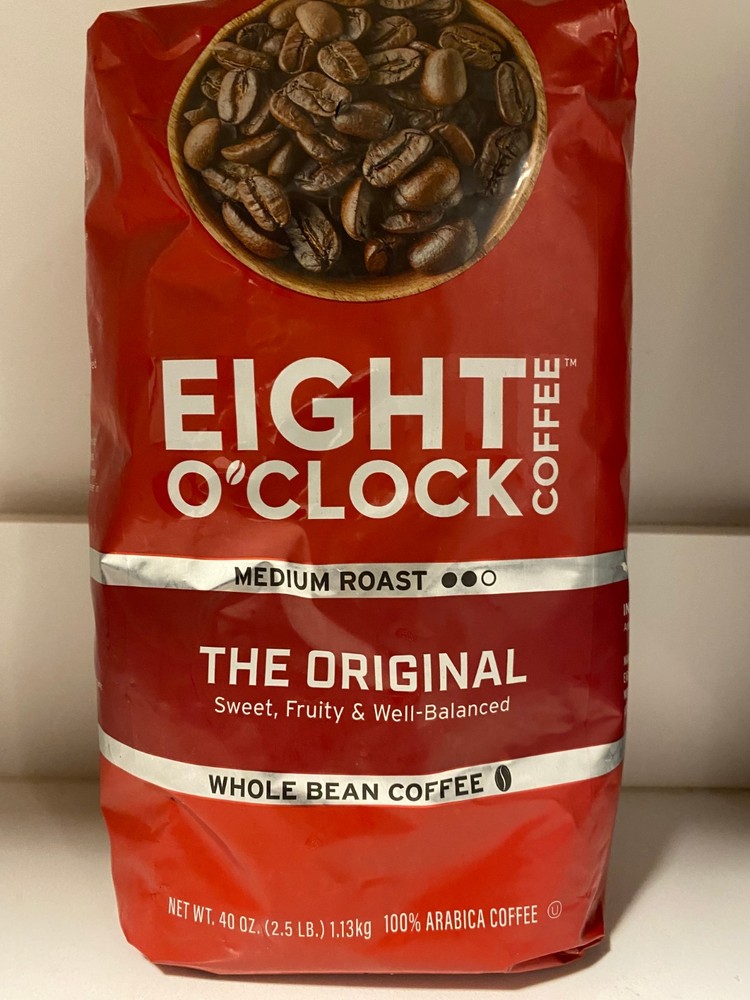 EIGHT
O'CLOCK
COFFEE™
MEDIUM ROAST
THE ORIGINAL
Sweet, Fruity & Well-Balanced
WHOLE BEAN COFFEE
NET WT. 40 OZ. (2.5 LB.) 1.13kg 100% ARABICA COFFEE Ⓤ